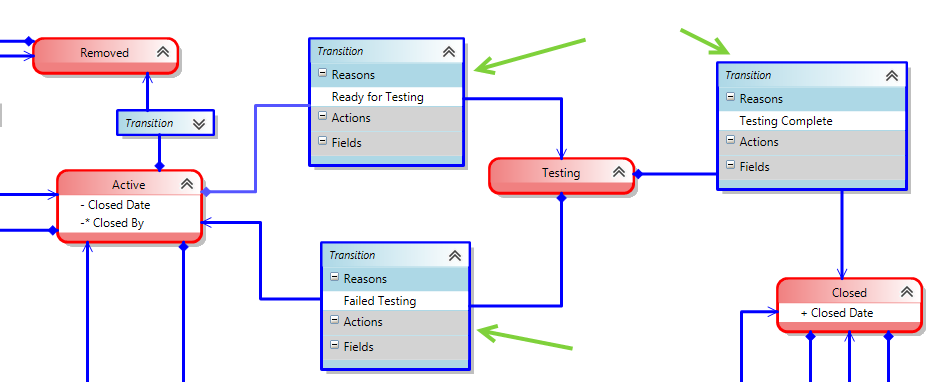 Removed
Transition
Active
- Closed Date
-* Closed By
Transition
Reasons
Ready for Testing
Actions
Fields
Transition
Reasons
Failed Testing
Actions
Fields
Testing
Transition
Reasons
Testing Complete
Actions
Fields
Closed
+ Closed Date